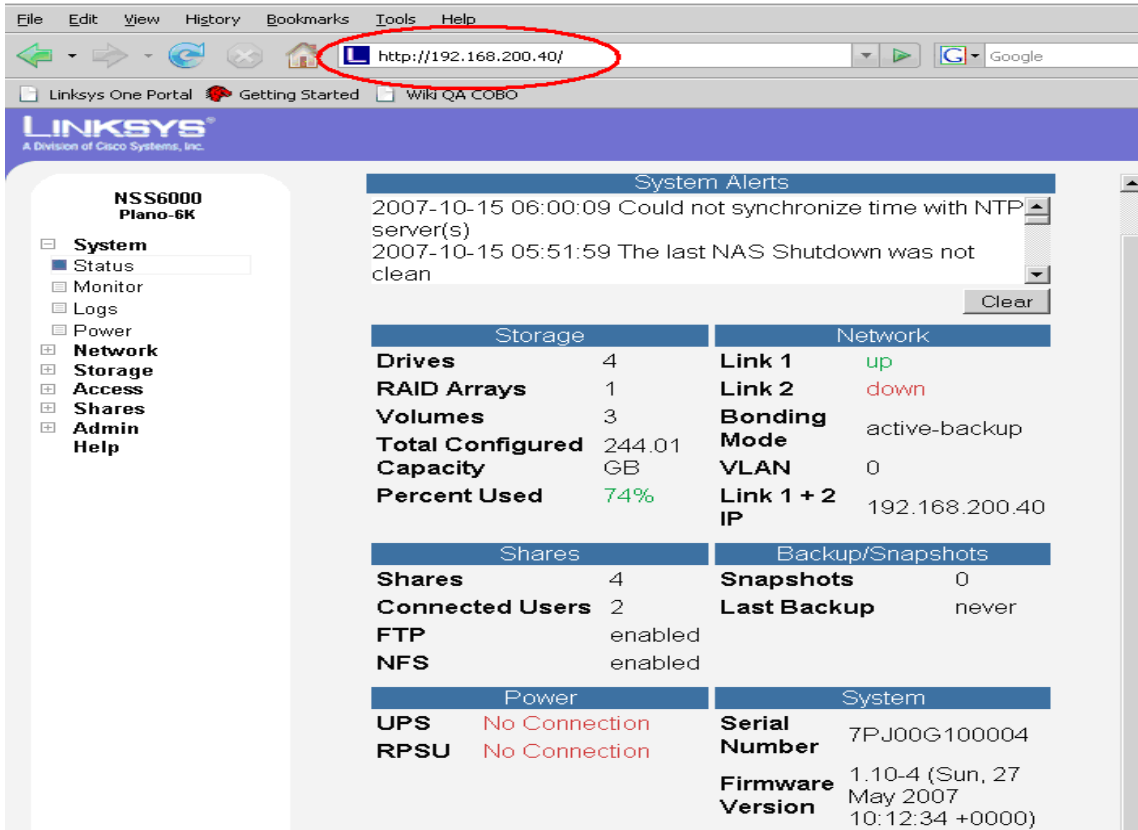 File Edit View History Bookmarks Tools Help
http://192.168.200.40/
G Google
Linksys One Portal Getting Started Wiki QA COBO
LINKSYS®
A Division of Cisco Systems, Inc.
NSS6000
Plano-6K
System
Status
Monitor
Logs
Power
Network
Storage
Access
Shares
Admin
Help
System Alerts
2007-10-15 06:00:09 Could not synchronize time with NTP
server(s)
2007-10-15 05:51:59 The last NAS Shutdown was not
clean
Clear
Storage
Drives 4
RAID Arrays 1
Volumes 3
Total Configured 244.01
Capacity GB
Percent Used 74%
Network
Link 1 up
Link 2 down
Bonding
Mode active-backup
VLAN 0
Link 1 + 2
IP 192.168.200.40
Shares
Shares 4
Connected Users 2
FTP enabled
NFS enabled
Backup/Snapshots
Snapshots 0
Last Backup never
Power
UPS No Connection
RPSU No Connection
System
Serial
Number 7PJ00G100004
Firmware
Version
1.10-4 (Sun, 27
May 2007
10:12:34 +0000)